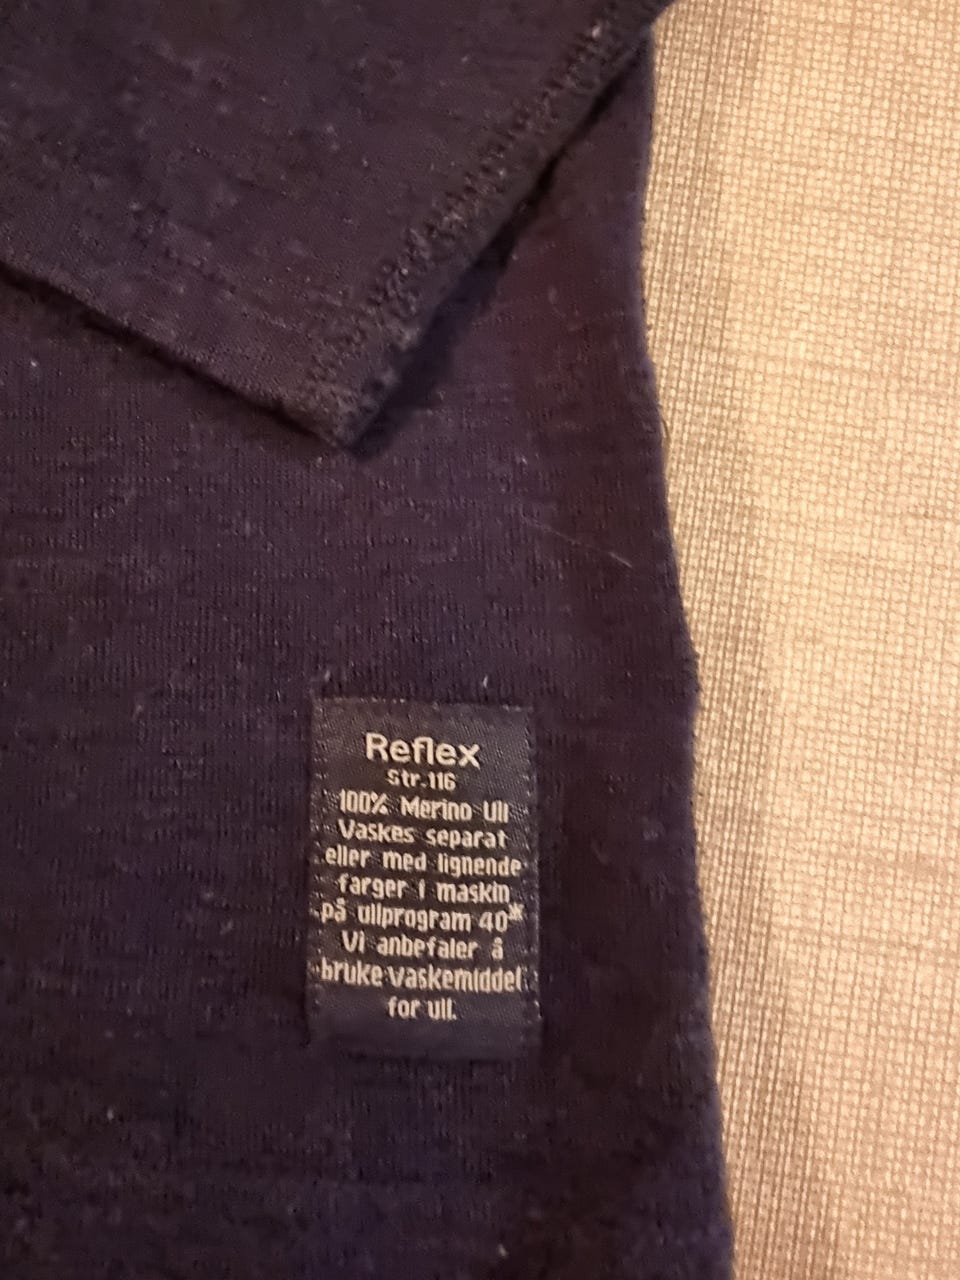 Reflex
str.116
100% Merino Ull
Vaskes separat
eller med lignende
farger i maskin
på ullprogram 40°
Vi anbefaler å
bruke vaskemiddel
for ull.